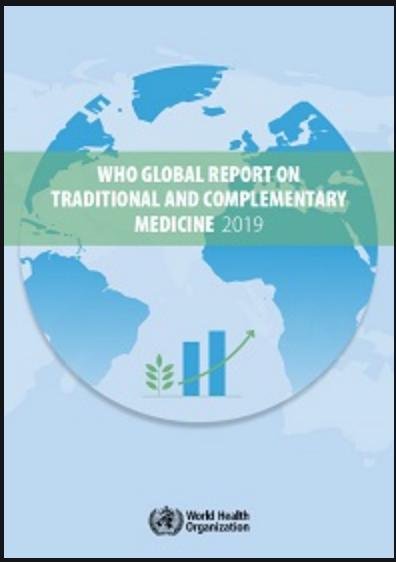 WHO GLOBAL REPORT ON
TRADITIONAL AND COMPLEMENTARY
MEDICINE 2019
World Health
Organization